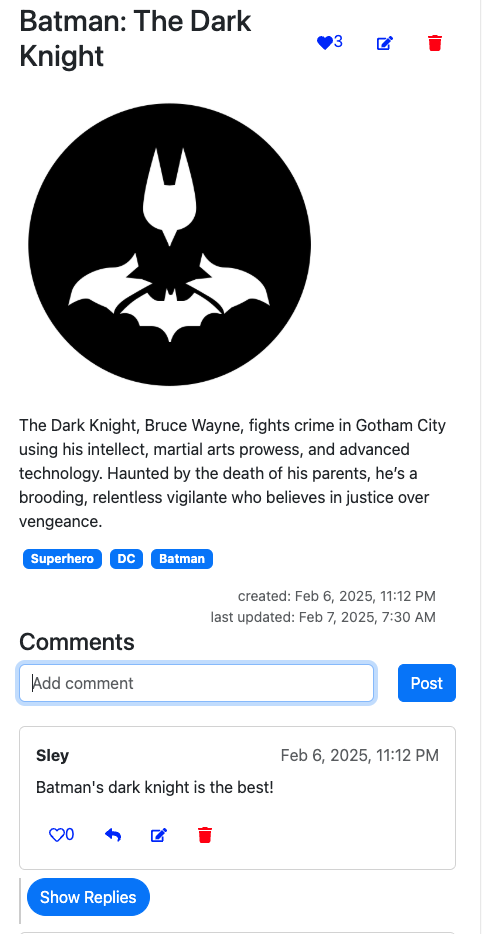 Batman: The Dark
Knight
3
The Dark Knight, Bruce Wayne, fights crime in Gotham City
using his intellect, martial arts prowess, and advanced
technology. Haunted by the death of his parents, he’s a
brooding, relentless vigilante who believes in justice over
vengeance.
Superhero DC Batman
created: Feb 6, 2025, 11:12 PM
last updated: Feb 7, 2025, 7:30 AM
Comments
Add comment Post
Sley Feb 6, 2025, 11:12 PM
Batman's dark knight is the best!
0
Show Replies